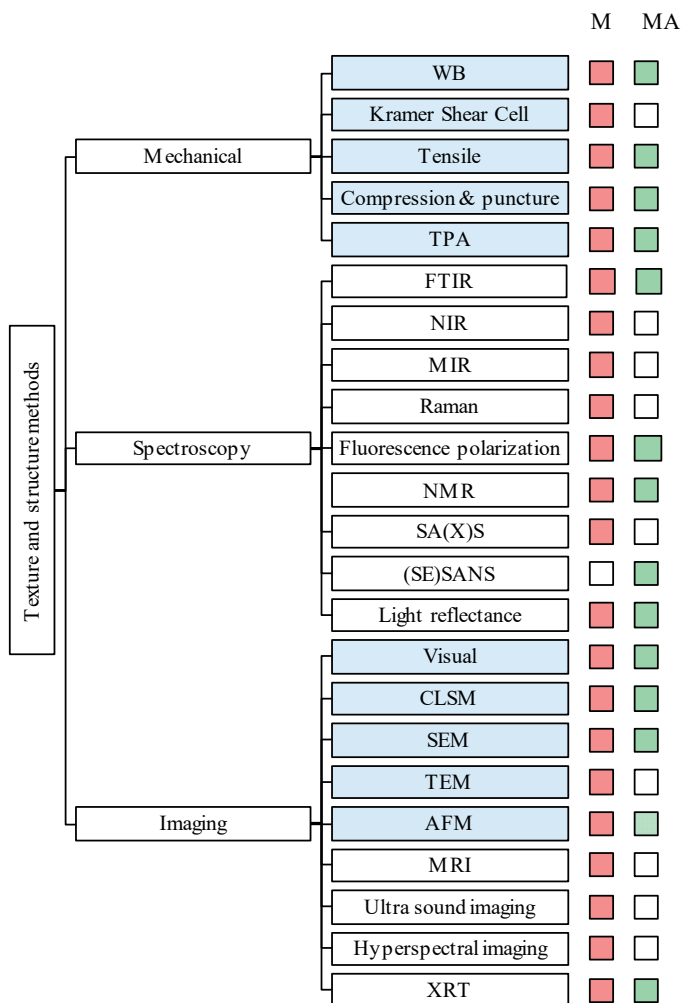 M MA
WB
Kramer Shear Cell
Mechanical
Tensile
Compression & puncture
TPA
FTIR
NIR
MIR
Raman
Texture and structure methods
Spectroscopy
Fluorescence polarization
NMR
SA(X)S
(SE)SANS
Light reflectance
Visual
CLSM
SEM
TEM
Imaging
AFM
MRI
Ultra sound imaging
Hyperspectral imaging
XRT